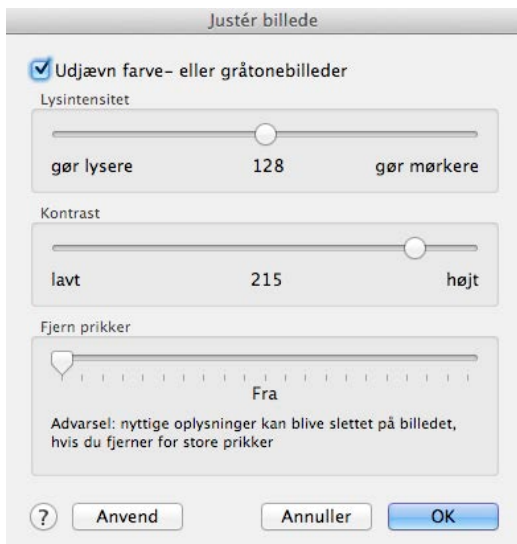 Justér billede
Udjævn farve- eller gråtonebilleder
Lysintensitet
gør lysere 128 gør mørkere
Kontrast
lavt 215 højt
Fjern prikker
Fra
Advarsel: nyttige oplysninger kan blive slettet på billedet,
hvis du fjerner for store prikker
? Anvend Annuller OK